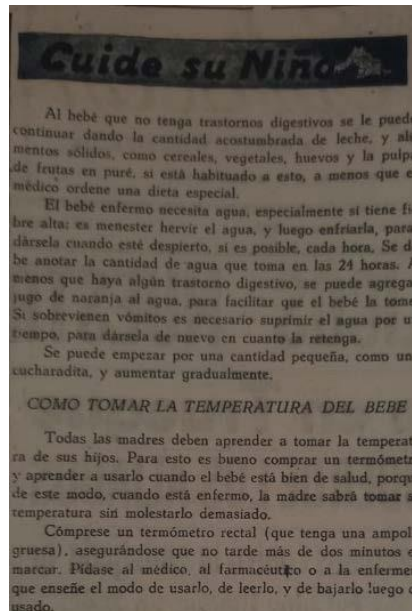 Cuide su Niño
Al bebé que no tenga trastornos digestivos se le pued
continuar dando la cantidad acostumbrada de leche, y ali
mentos sólidos, como cereales, vegetales, huevos y la pulp
de frutas en puré, si está habituado a esto, a menos que e
médico ordene una dieta especial.
El bebé enfermo necesita agua, especialmente si tiene fi
bre alta; es menester hervir el agua, y luego enfriarla, para
dársela cuando esté despierto, si es posible, cada hora. Se d
be anotar la cantidad de agua que toma en las 24 horas. A
menos que haya algún trastorno digestivo, se puede agrega
jugo de naranja al agua, para facilitar que el bebé la tome
Si sobrevienen vómitos es necesario suprimir el agua por u
tiempo, para dársela de nuevo en cuanto la retenga.
Se puede empezar por una cantidad pequeña, como un
cucharadita, y aumentar gradualmente.
COMO TOMAR LA TEMPERATURA DEL BEBE
Todas las madres deben aprender a tomar la temperat
ra de sus hijos. Para esto es bueno comprar un termómetr
y aprender a usarlo cuando el bebé está bien de salud, porqu
de este modo, cuando está enfermo, la madre sabrá tomar
temperatura sin molestarlo demasiado.
Cómprese un termómetro rectal (que tenga una ampol
gruesa), asegurándose que no tarde más de dos minutos e
marcar. Pídase al médico, al farmacéutico o a la enferme
que enseñe el modo de usarlo, de leerlo, y de bajarlo luego d
usado.